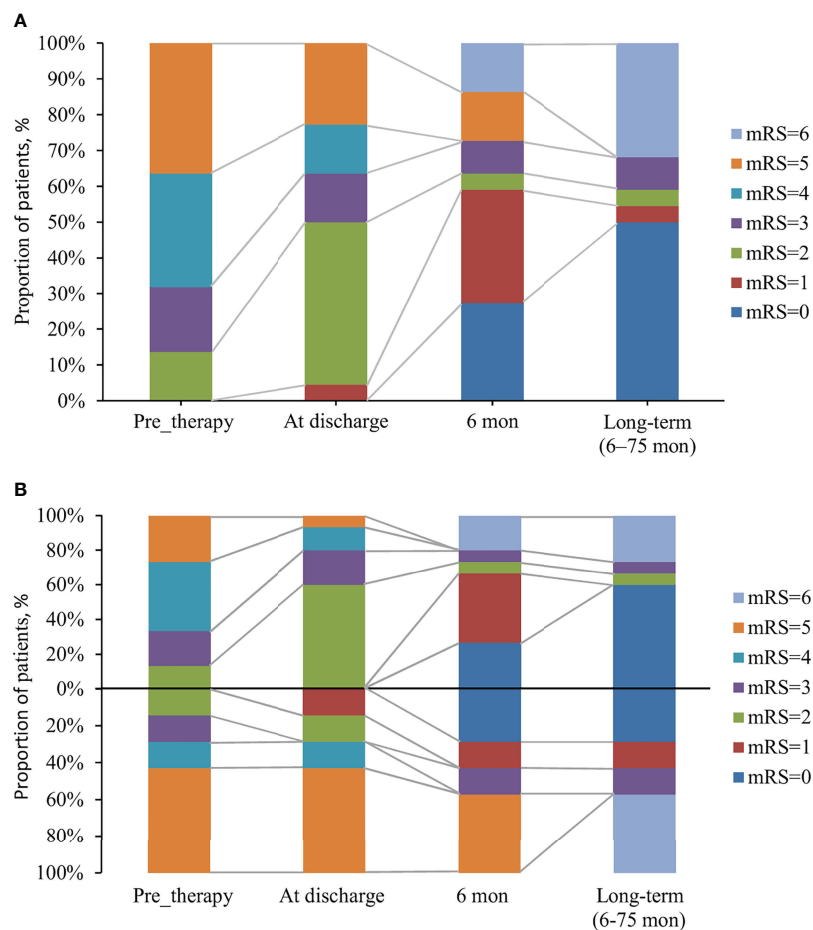 A
Proportion of patients, %
100%
90%
80%
70%
60%
50%
40%
30%
20%
10%
0%
Pre_therapy
At discharge
6 mon
Long-term
(6–75 mon)
mRS=6
mRS=5
mRS=4
mRS=3
mRS=2
mRS=1
mRS=0
B
Proportion of patients, %
Proportion of patients, %
100%
80%
60%
40%
20%
0%
20%
40%
60%
80%
100%
Pre_therapy
At discharge
6 mon
Long-term
(6-75 mon)
mRS=6
mRS=5
mRS=4
mRS=3
mRS=2
mRS=1
mRS=0